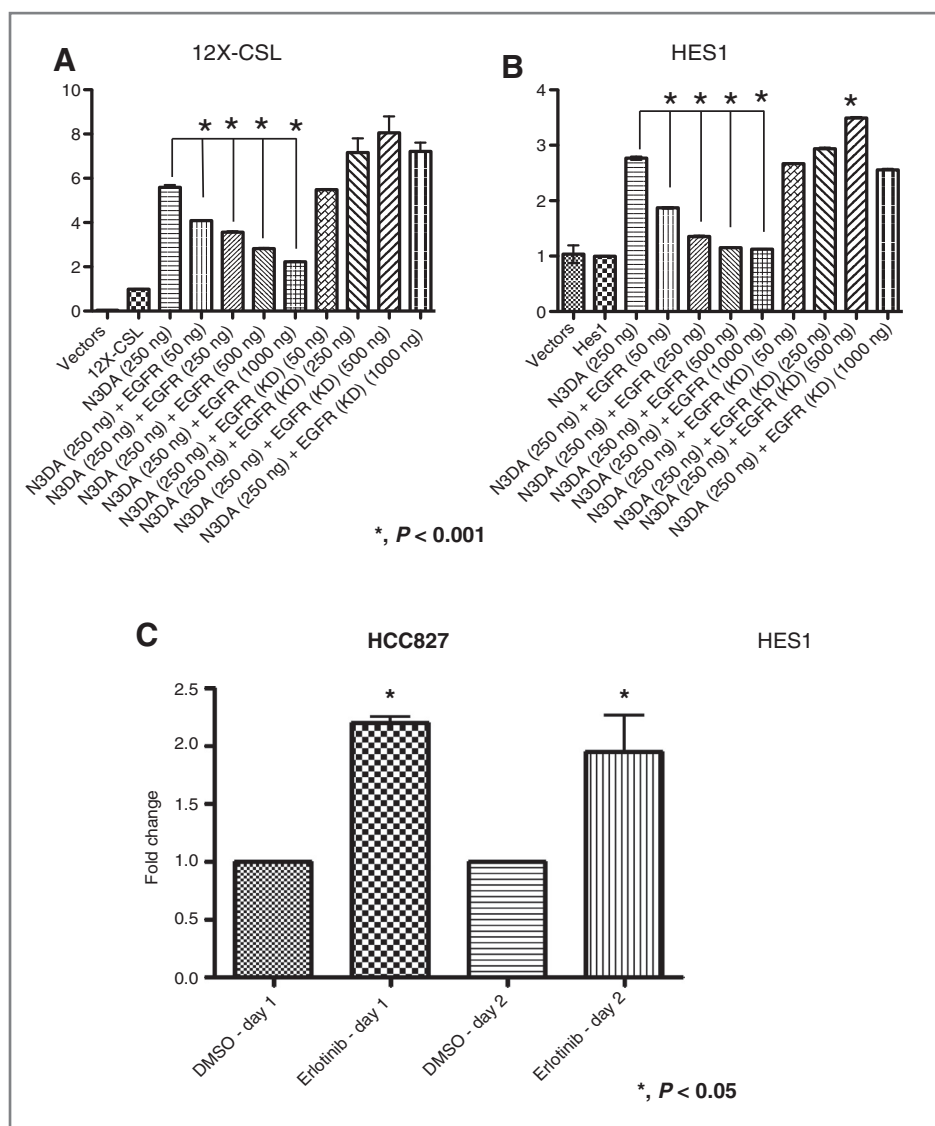 A
12X-CSL
10
8
6
4
2
0
* * * *
Vectors
12X-CSL
N3DA (250 ng)
N3DA (250 ng) + EGFR (50 ng)
N3DA (250 ng) + EGFR (250 ng)
N3DA (250 ng) + EGFR (500 ng)
N3DA (250 ng) + EGFR (1000 ng)
N3DA (250 ng) + EGFR (KD) (50 ng)
N3DA (250 ng) + EGFR (KD) (250 ng)
N3DA (250 ng) + EGFR (KD) (500 ng)
N3DA (250 ng) + EGFR (KD) (1000 ng)
B
HES1
4
3
2
1
0
* * * * *
Vectors
Hes1
N3DA (250 ng)
N3DA (250 ng) + EGFR (50 ng)
N3DA (250 ng) + EGFR (250 ng)
N3DA (250 ng) + EGFR (500 ng)
N3DA (250 ng) + EGFR (1000 ng)
N3DA (250 ng) + EGFR (KD) (50 ng)
N3DA (250 ng) + EGFR (KD) (250 ng)
N3DA (250 ng) + EGFR (KD) (500 ng)
N3DA (250 ng) + EGFR (KD) (1000 ng)
*, P < 0.001
C
HCC827
HES1
Fold change
2.5
2.0
1.5
1.0
0.5
0.0
* *
DMSO - day 1
Erlotinib - day 1
DMSO - day 2
Erlotinib - day 2
*, P < 0.05